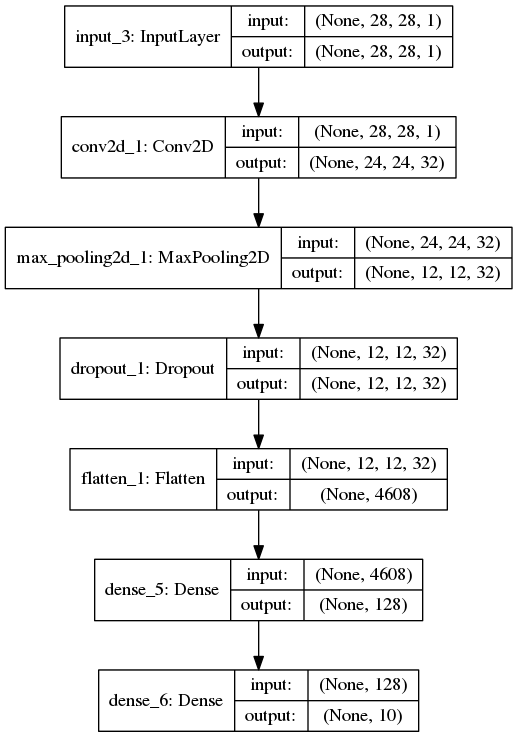 input_3: InputLayer
input: (None, 28, 28, 1)
output: (None, 28, 28, 1)
conv2d_1: Conv2D
input: (None, 28, 28, 1)
output: (None, 24, 24, 32)
max_pooling2d_1: MaxPooling2D
input: (None, 24, 24, 32)
output: (None, 12, 12, 32)
dropout_1: Dropout
input: (None, 12, 12, 32)
output: (None, 12, 12, 32)
flatten_1: Flatten
input: (None, 12, 12, 32)
output: (None, 4608)
dense_5: Dense
input: (None, 4608)
output: (None, 128)
dense_6: Dense
input: (None, 128)
output: (None, 10)